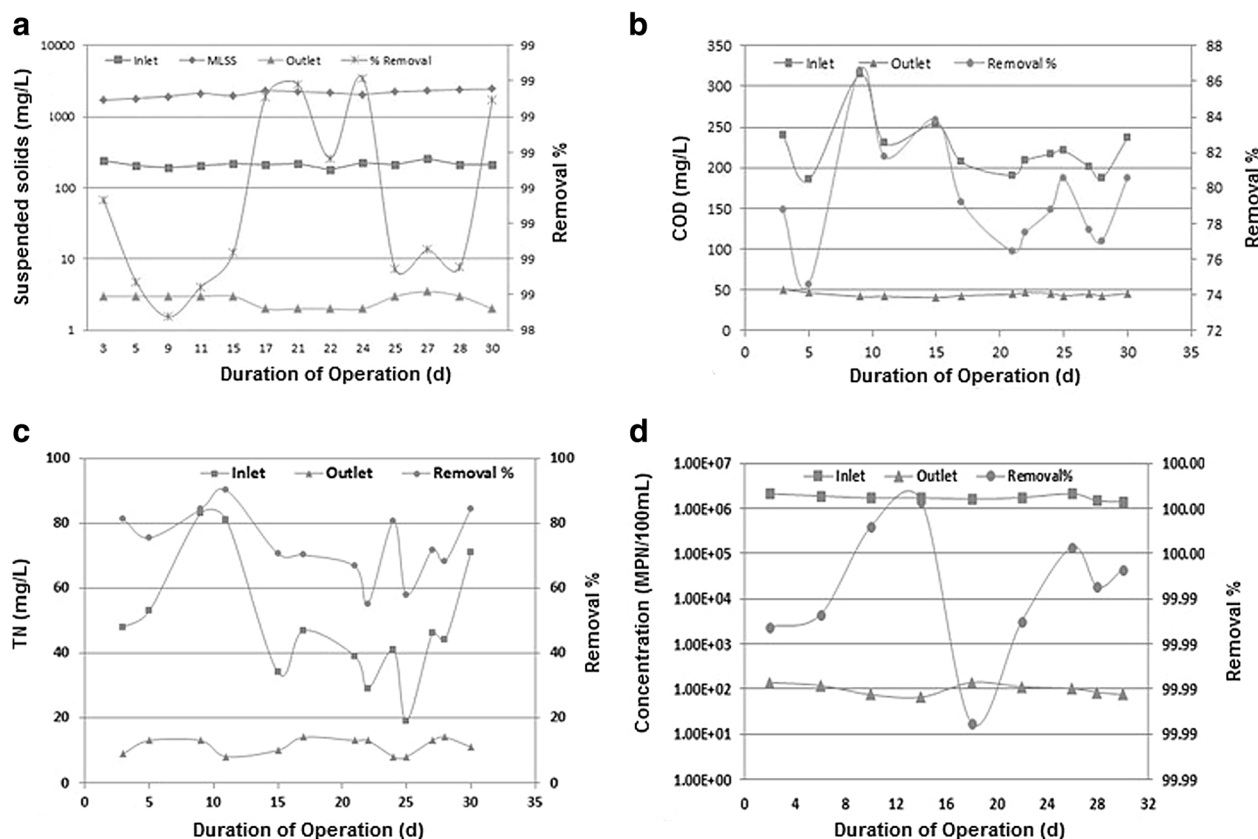 a
Suspended solids (mg/L)
10000
1000
100
10
1
Inlet MLSS Outlet % Removal
99
99
99
99
99
99
99
99
98
Removal %
3 5 9 11 15 17 21 22 24 25 27 28 30
Duration of Operation (d)
b
COD (mg/L)
350
300
250
200
150
100
50
0
Inlet Outlet Removal %
88
86
84
82
80
78
76
74
72
Removal %
0 5 10 15 20 25 30 35
Duration of Operation (d)
c
TN (mg/L)
100
80
60
40
20
0
Inlet Outlet Removal %
100
80
60
40
20
0
Removal %
0 5 10 15 20 25 30 35
Duration of Operation (d)
d
Concentration (MPN/100mL)
1.00E+07
1.00E+06
1.00E+05
1.00E+04
1.00E+03
1.00E+02
1.00E+01
1.00E+00
Inlet Outlet Removal%
100.00
100.00
100.00
99.99
99.99
99.99
99.99
99.99
Removal %
0 4 6 10 14 18 22 26 28 32
Duration of Operation (d)